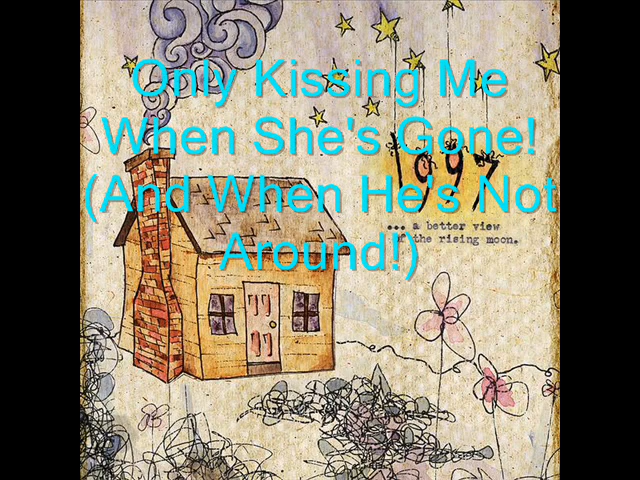 Only Kissing Me
When She's Gone!
(And When He's Not
Around!)
1997
... a better view
of the rising moon.